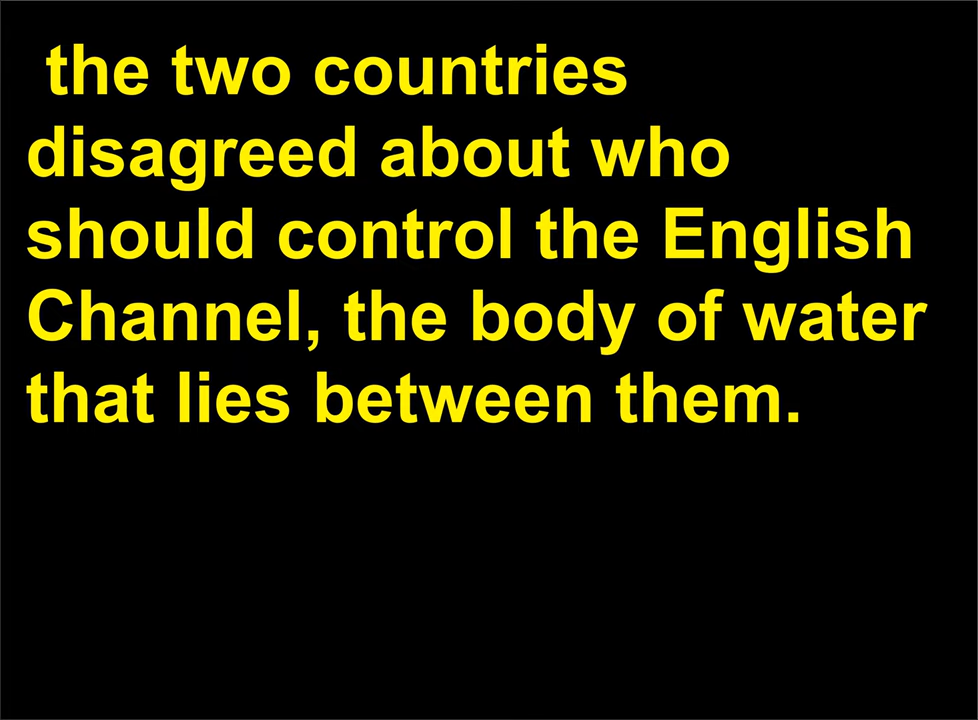 the two countries
disagreed about who
should control the English
Channel, the body of water
that lies between them.